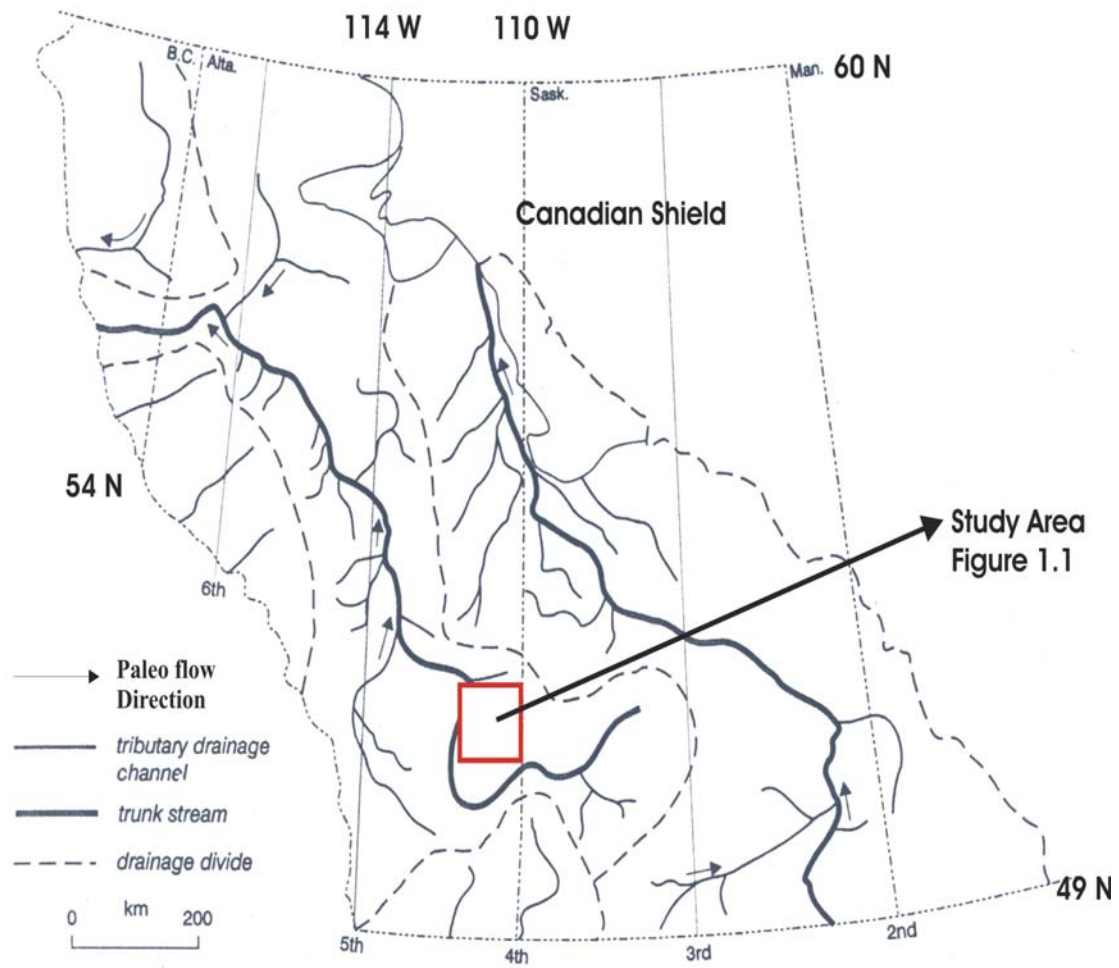 114 W
110 W
B.C.
Alta.
Sask.
Man.
60 N
Canadian Shield
54 N
Study Area
Figure 1.1
6th
Paleo flow
Direction
tributary drainage
channel
trunk stream
drainage divide
km
0
200
49 N
5th
4th
3rd
2nd